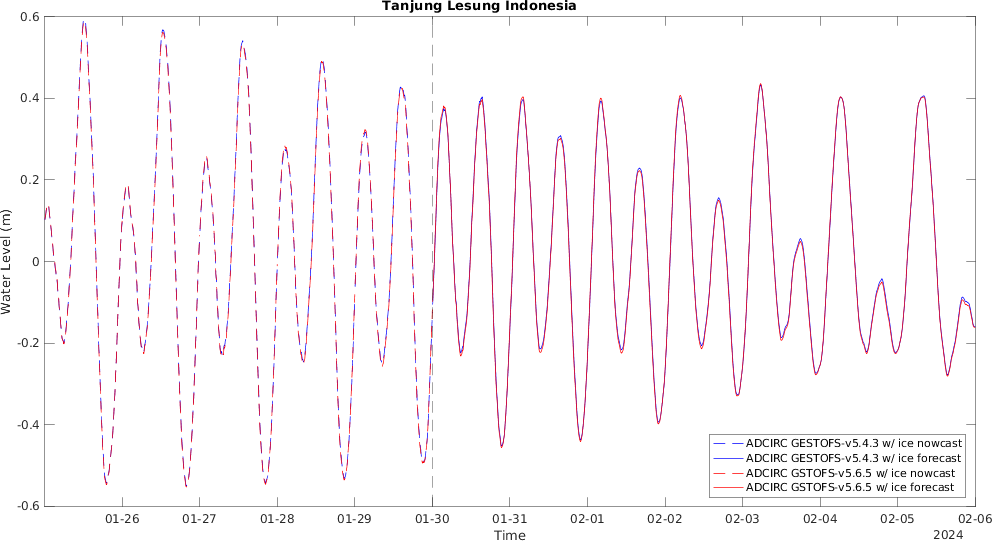 Tanjung Lesung Indonesia
Water Level (m)
0.6
0.4
0.2
0
-0.2
-0.4
-0.6
01-26 01-27 01-28 01-29 01-30 01-31 02-01 02-02 02-03 02-04 02-05 02-06
Time
2024
ADCIRC GESTOFS-v5.4.3 w/ ice nowcast
ADCIRC GESTOFS-v5.4.3 w/ ice forecast
ADCIRC GSTOFS-v5.6.5 w/ ice nowcast
ADCIRC GSTOFS-v5.6.5 w/ ice forecast